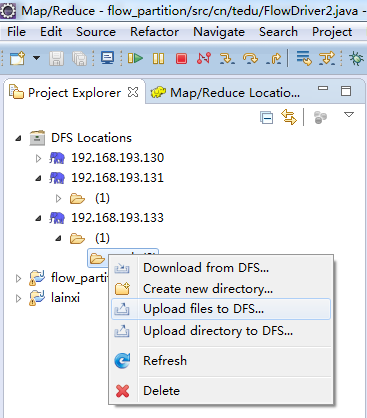 Map/Reduce - flow_partition/src/cn/tedu/FlowDriver2.java -
File Edit Source Refactor Navigate Search Project
Project Explorer Map/Reduce Locatio...
DFS Locations
192.168.193.130
192.168.193.131
(1)
192.168.193.133
(1)
flow_partit
lainxi
Download from DFS...
Create new directory...
Upload files to DFS...
Upload directory to DFS...
Refresh
Delete